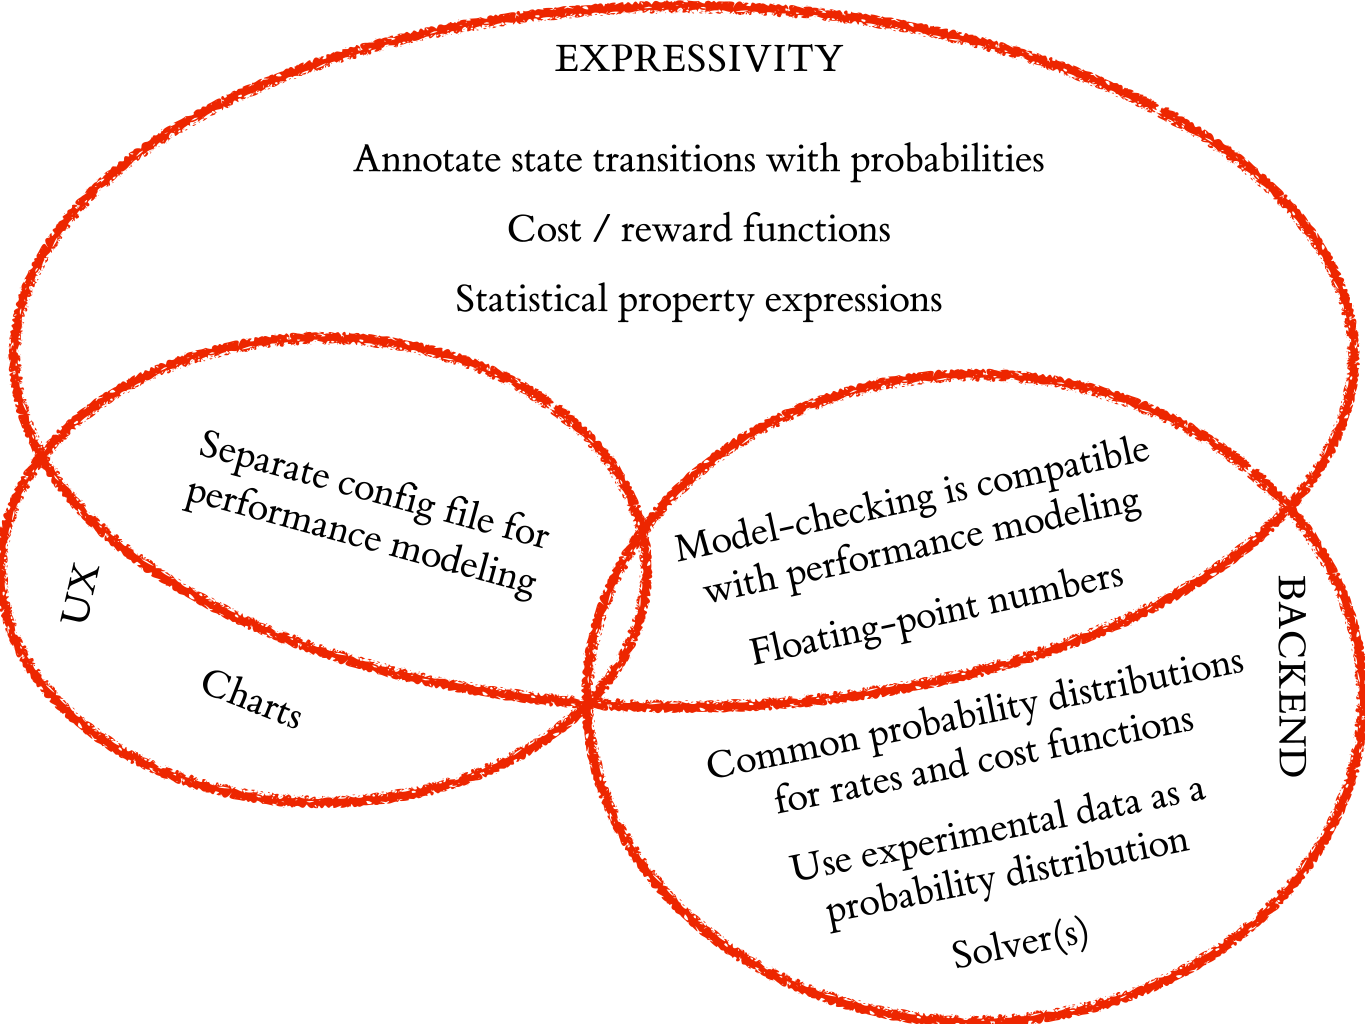 EXPRESSIVITY
Annotate state transitions with probabilities
Cost / reward functions
Statistical property expressions
Separate config file for
performance modeling
UX
Charts
Model-checking is compatible
with performance modeling
Floating-point numbers
BACKEND
Common probability distributions
for rates and cost functions
Use experimental data as a
probability distribution
Solver(s)